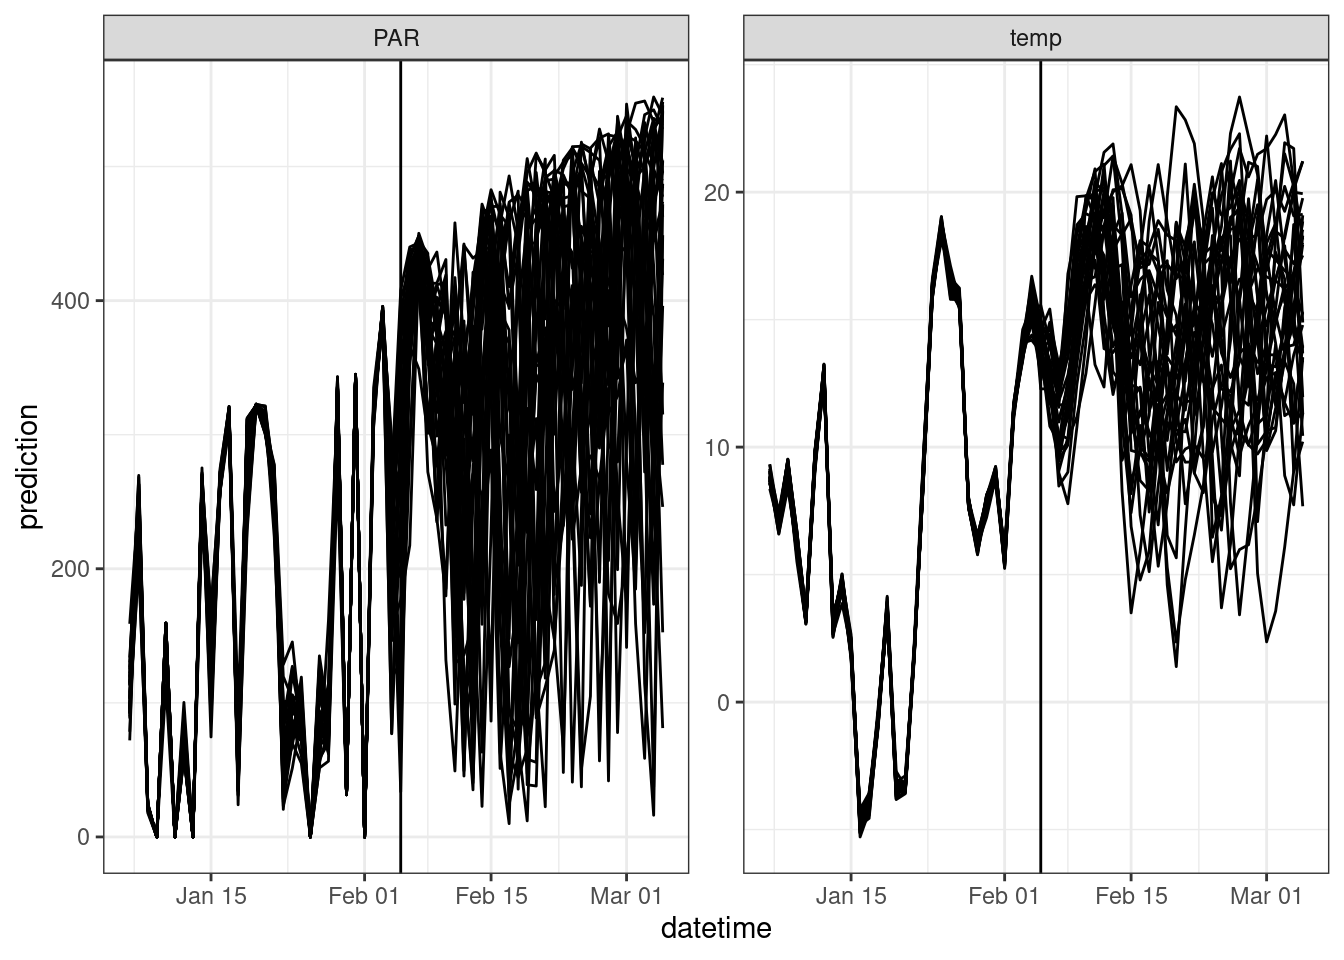 PAR
temp
prediction
400
200
0
20
10
0
Jan 15
Feb 01
Feb 15
Mar 01
Jan 15
Feb 01
Feb 15
Mar 01
datetime